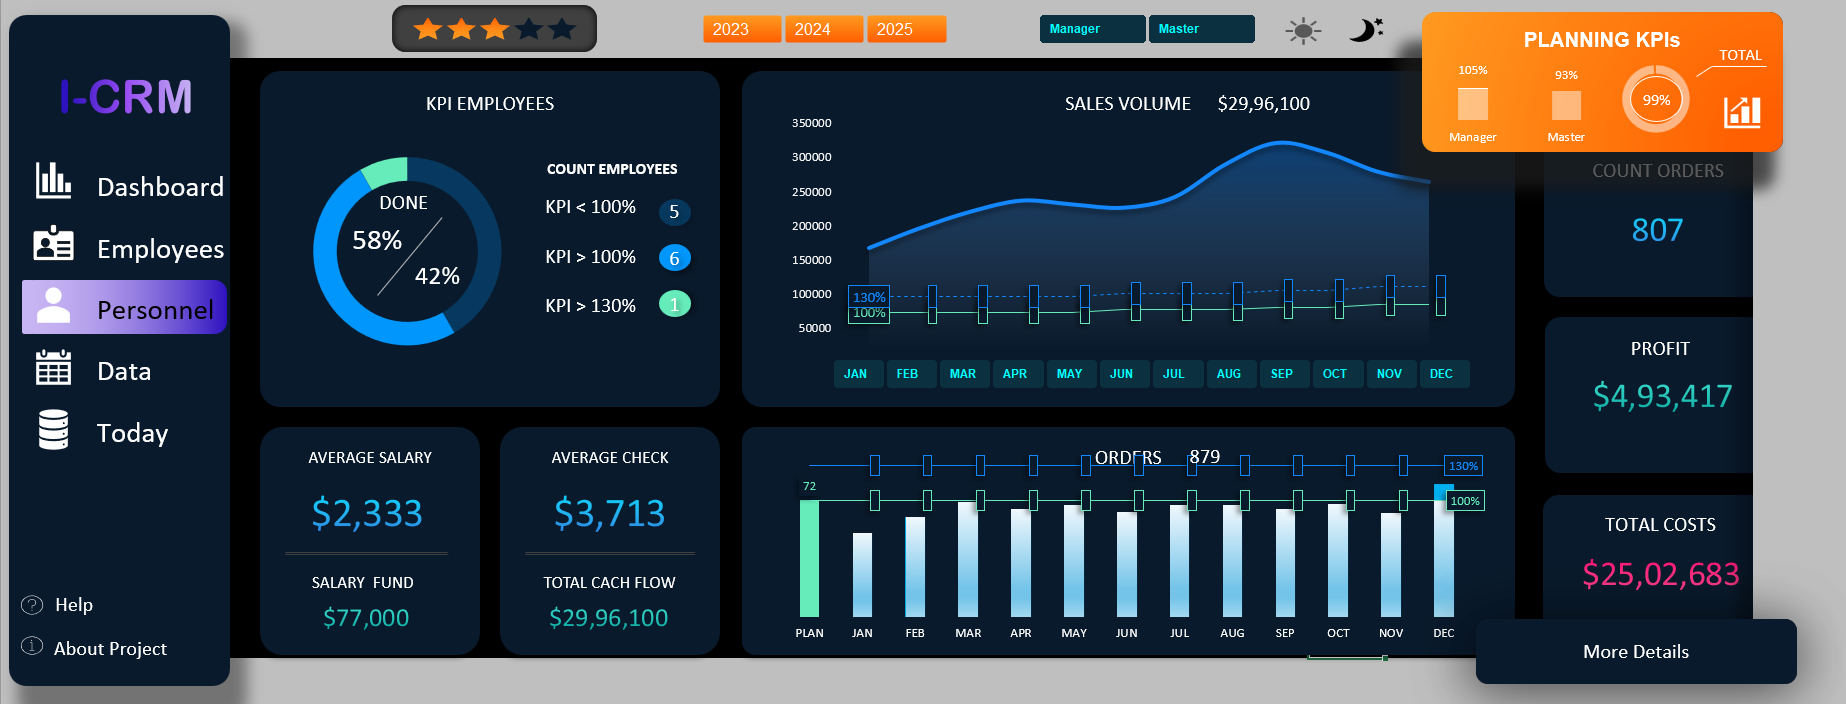 I-CRM
Dashboard
Employees
Personnel
Data
Today
? Help
i About Project
2023
2024
2025
Manager
Master
PLANNING KPIs
TOTAL
105%
93%
99%
Manager
Master
KPI EMPLOYEES
DONE
58%
42%
COUNT EMPLOYEES
KPI < 100% 5
KPI > 100% 6
KPI > 130% 1
SALES VOLUME $29,96,100
350000
300000
250000
200000
150000
100000
50000
130%
100%
JAN FEB MAR APR MAY JUN JUL AUG SEP OCT NOV DEC
COUNT ORDERS
807
PROFIT
$4,93,417
TOTAL COSTS
$25,02,683
AVERAGE SALARY
$2,333
SALARY FUND
$77,000
AVERAGE CHECK
$3,713
TOTAL CACH FLOW
$29,96,100
ORDERS 879
130%
72
100%
PLAN JAN FEB MAR APR MAY JUN JUL AUG SEP OCT NOV DEC
More Details